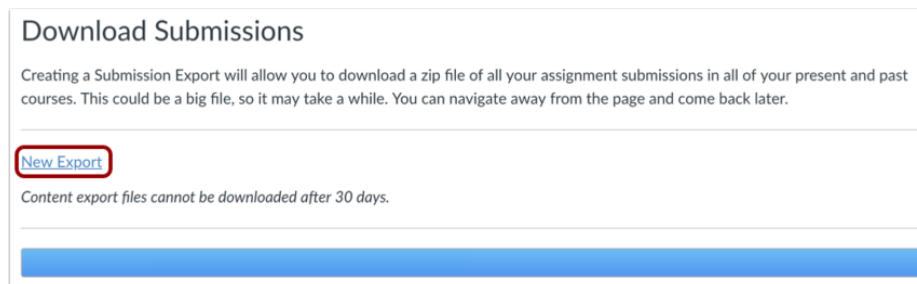 Download Submissions
Creating a Submission Export will allow you to download a zip file of all your assignment submissions in all of your present and past
courses. This could be a big file, so it may take a while. You can navigate away from the page and come back later.
New Export
Content export files cannot be downloaded after 30 days.